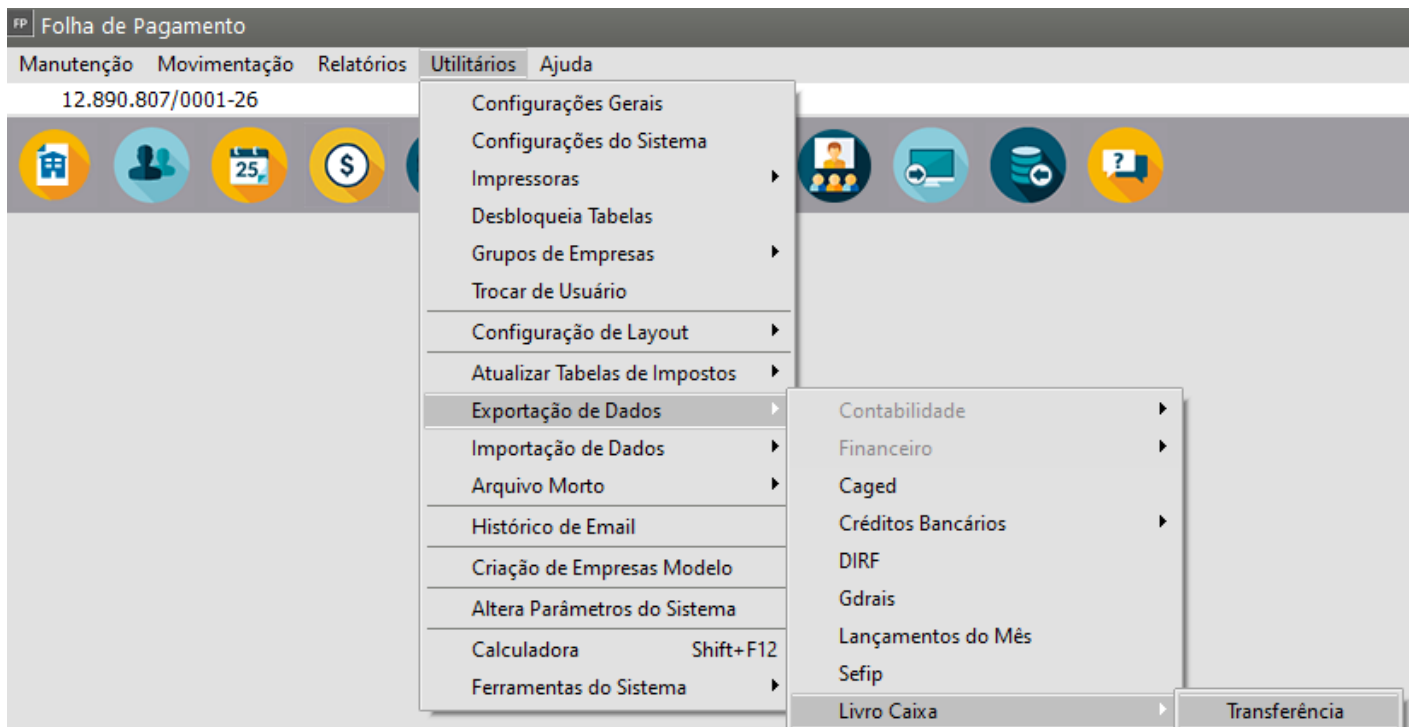 FP Folha de Pagamento
Manutenção Movimentação Relatórios Utilitários Ajuda
12.890.807/0001-26
25
$
?
Configurações Gerais
Configurações do Sistema
Impressoras
Desbloqueia Tabelas
Grupos de Empresas
Trocar de Usuário
Configuração de Layout
Atualizar Tabelas de Impostos
Exportação de Dados
Importação de Dados
Arquivo Morto
Histórico de Email
Criação de Empresas Modelo
Altera Parâmetros do Sistema
Calculadora Shift+F12
Ferramentas do Sistema
Contabilidade
Financeiro
Caged
Créditos Bancários
DIRF
Gdrais
Lançamentos do Mês
Sefip
Livro Caixa
Transferência